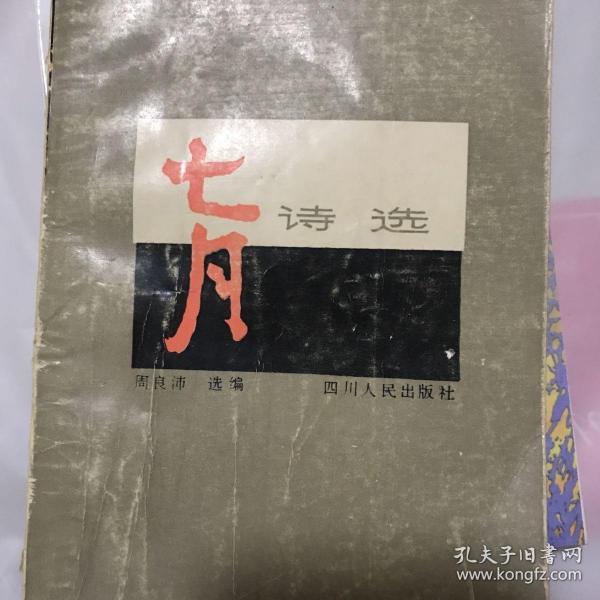 七月 诗选
周良沛 选编 四川人民出版社
孔夫子旧书网
www.kongfz.com